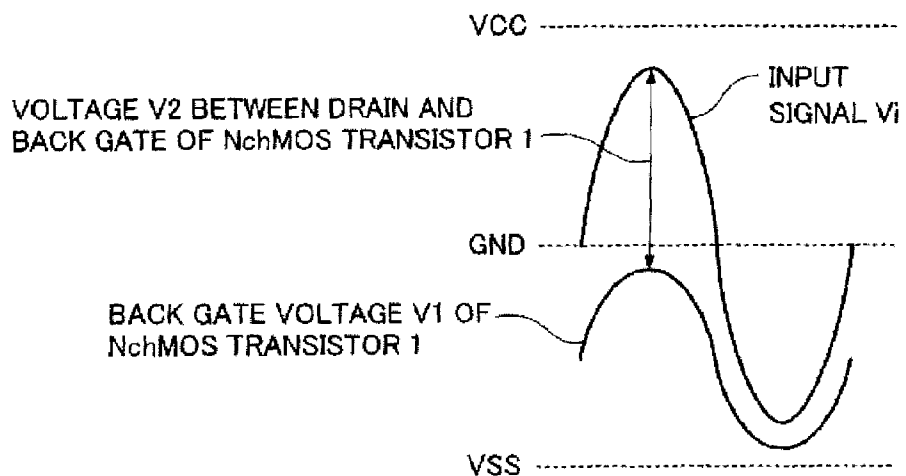 VCC
INPUT
SIGNAL Vi
VOLTAGE V2 BETWEEN DRAIN AND
BACK GATE OF NchMOS TRANSISTOR 1
GND
BACK GATE VOLTAGE V1 OF
NchMOS TRANSISTOR 1
VSS